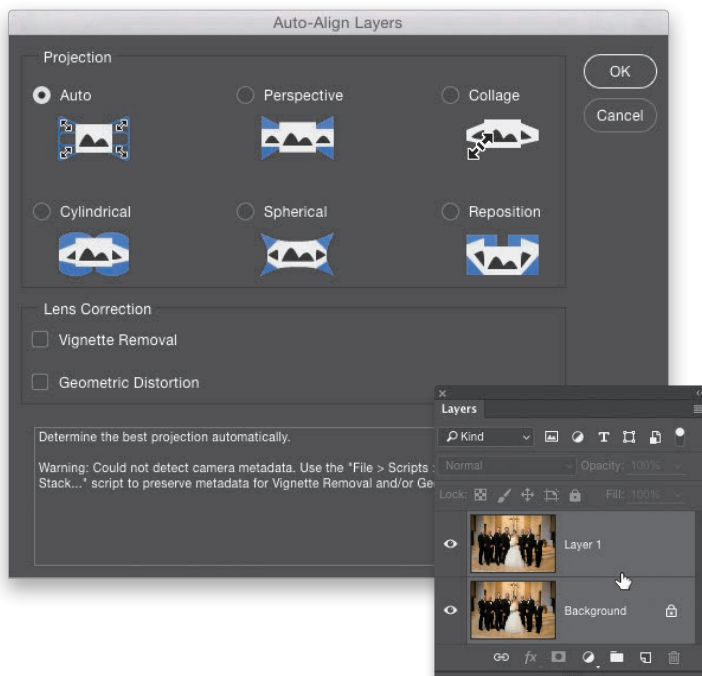 Auto-Align Layers
Projection
Auto
Perspective
Collage
Cylindrical
Spherical
Reposition
OK
Cancel
Lens Correction
Vignette Removal
Geometric Distortion
Determine the best projection automatically.
Warning: Could not detect camera metadata. Use the "File > Scripts :
Stack..." script to preserve metadata for Vignette Removal and/or Ge
Layers
Kind
Normal
Opacity: 100%
Lock:
Fill: 100%
Layer 1
Background
fx